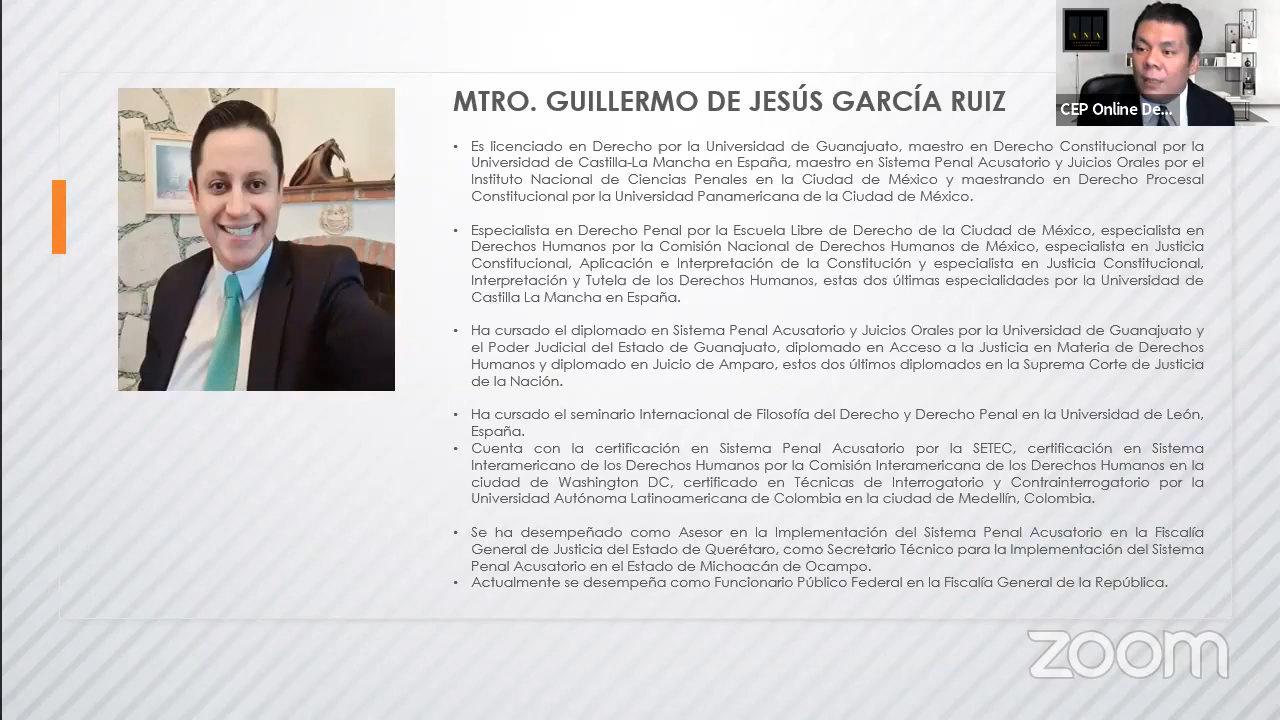 MTRO. GUILLERMO DE JESÚS GARCÍA RUIZ
AXA
CEP Online De...
• Es licenciado en Derecho por la Universidad de Guanajuato, maestro en Derecho Constitucional por la
Universidad de Castilla-La Mancha en España, maestro en Sistema Penal Acusatorio y Juicios Orales por el
Instituto Nacional de Ciencias Penales en la Ciudad de México y maestrando en Derecho Procesal
Constitucional por la Universidad Panamericana de la Ciudad de México.
• Especialista en Derecho Penal por la Escuela Libre de Derecho de la Ciudad de México, especialista en
Derechos Humanos por la Comisión Nacional de Derechos Humanos de México, especialista en Justicia
Constitucional, Aplicación e Interpretación de la Constitución y especialista en Justicia Constitucional,
Interpretación y Tutela de los Derechos Humanos, estas dos últimas especialidades por la Universidad de
Castilla La Mancha en España.
• Ha cursado el diplomado en Sistema Penal Acusatorio y Juicios Orales por la Universidad de Guanajuato y
el Poder Judicial del Estado de Guanajuato, diplomado en Acceso a la Justicia en Materia de Derechos
Humanos y diplomado en Juicio de Amparo, estos dos últimos diplomados en la Suprema Corte de Justicia
de la Nación.
• Ha cursado el seminario Internacional de Filosofía del Derecho y Derecho Penal en la Universidad de León,
España.
• Cuenta con la certificación en Sistema Penal Acusatorio por la SETEC, certificación en Sistema
Interamericano de los Derechos Humanos por la Comisión Interamericana de los Derechos Humanos en la
ciudad de Washington DC, certificado en Técnicas de Interrogatorio y Contrainterrogatorio por la
Universidad Autónoma Latinoamericana de Colombia en la ciudad de Medellín, Colombia.
• Se ha desempeñado como Asesor en la Implementación del Sistema Penal Acusatorio en la Fiscalía
General de Justicia del Estado de Querétaro, como Secretario Técnico para la Implementación del Sistema
Penal Acusatorio en el Estado de Michoacán de Ocampo.
• Actualmente se desempeña como Funcionario Público Federal en la Fiscalía General de la República.
zoom